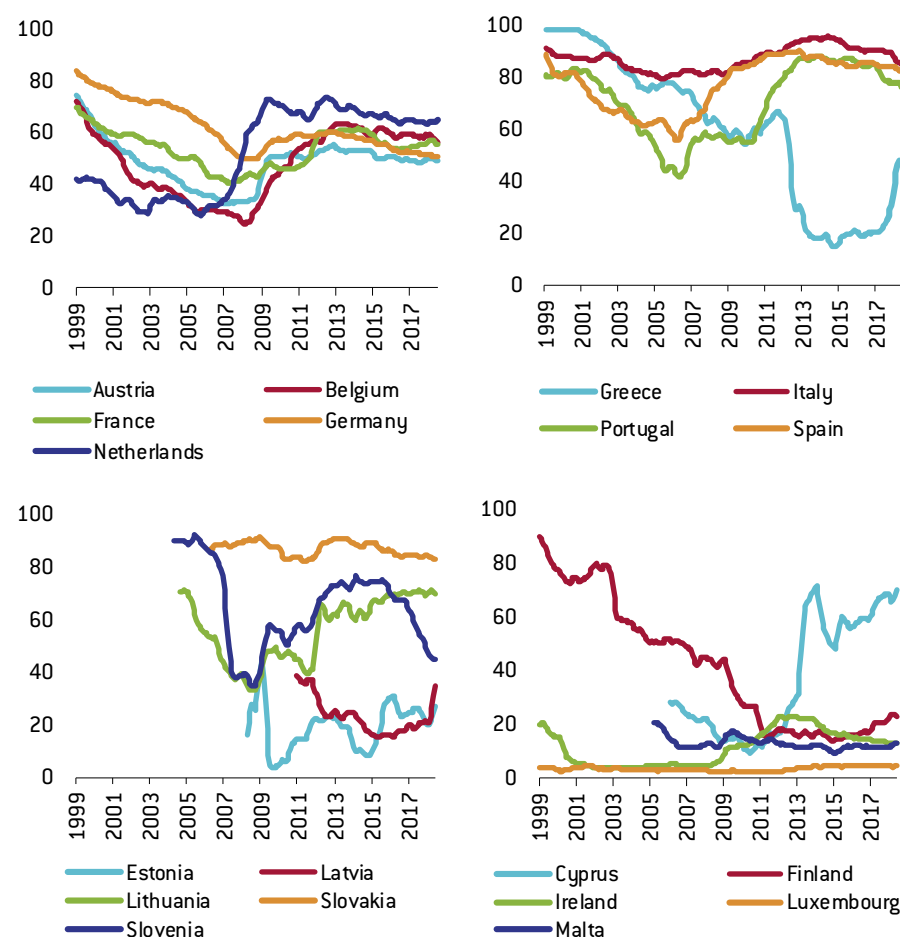 100
80
60
40
20
0
1999 2001 2003 2005 2007 2009 2011 2013 2015 2017
Austria Belgium
France Germany
Netherlands
100
80
60
40
20
0
1999 2001 2003 2005 2007 2009 2011 2013 2015 2017
Greece Italy
Portugal Spain
100
80
60
40
20
0
1999 2001 2003 2005 2007 2009 2011 2013 2015 2017
Estonia Latvia
Lithuania Slovakia
Slovenia
100
80
60
40
20
0
1999 2001 2003 2005 2007 2009 2011 2013 2015 2017
Cyprus Finland
Ireland Luxembourg
Malta